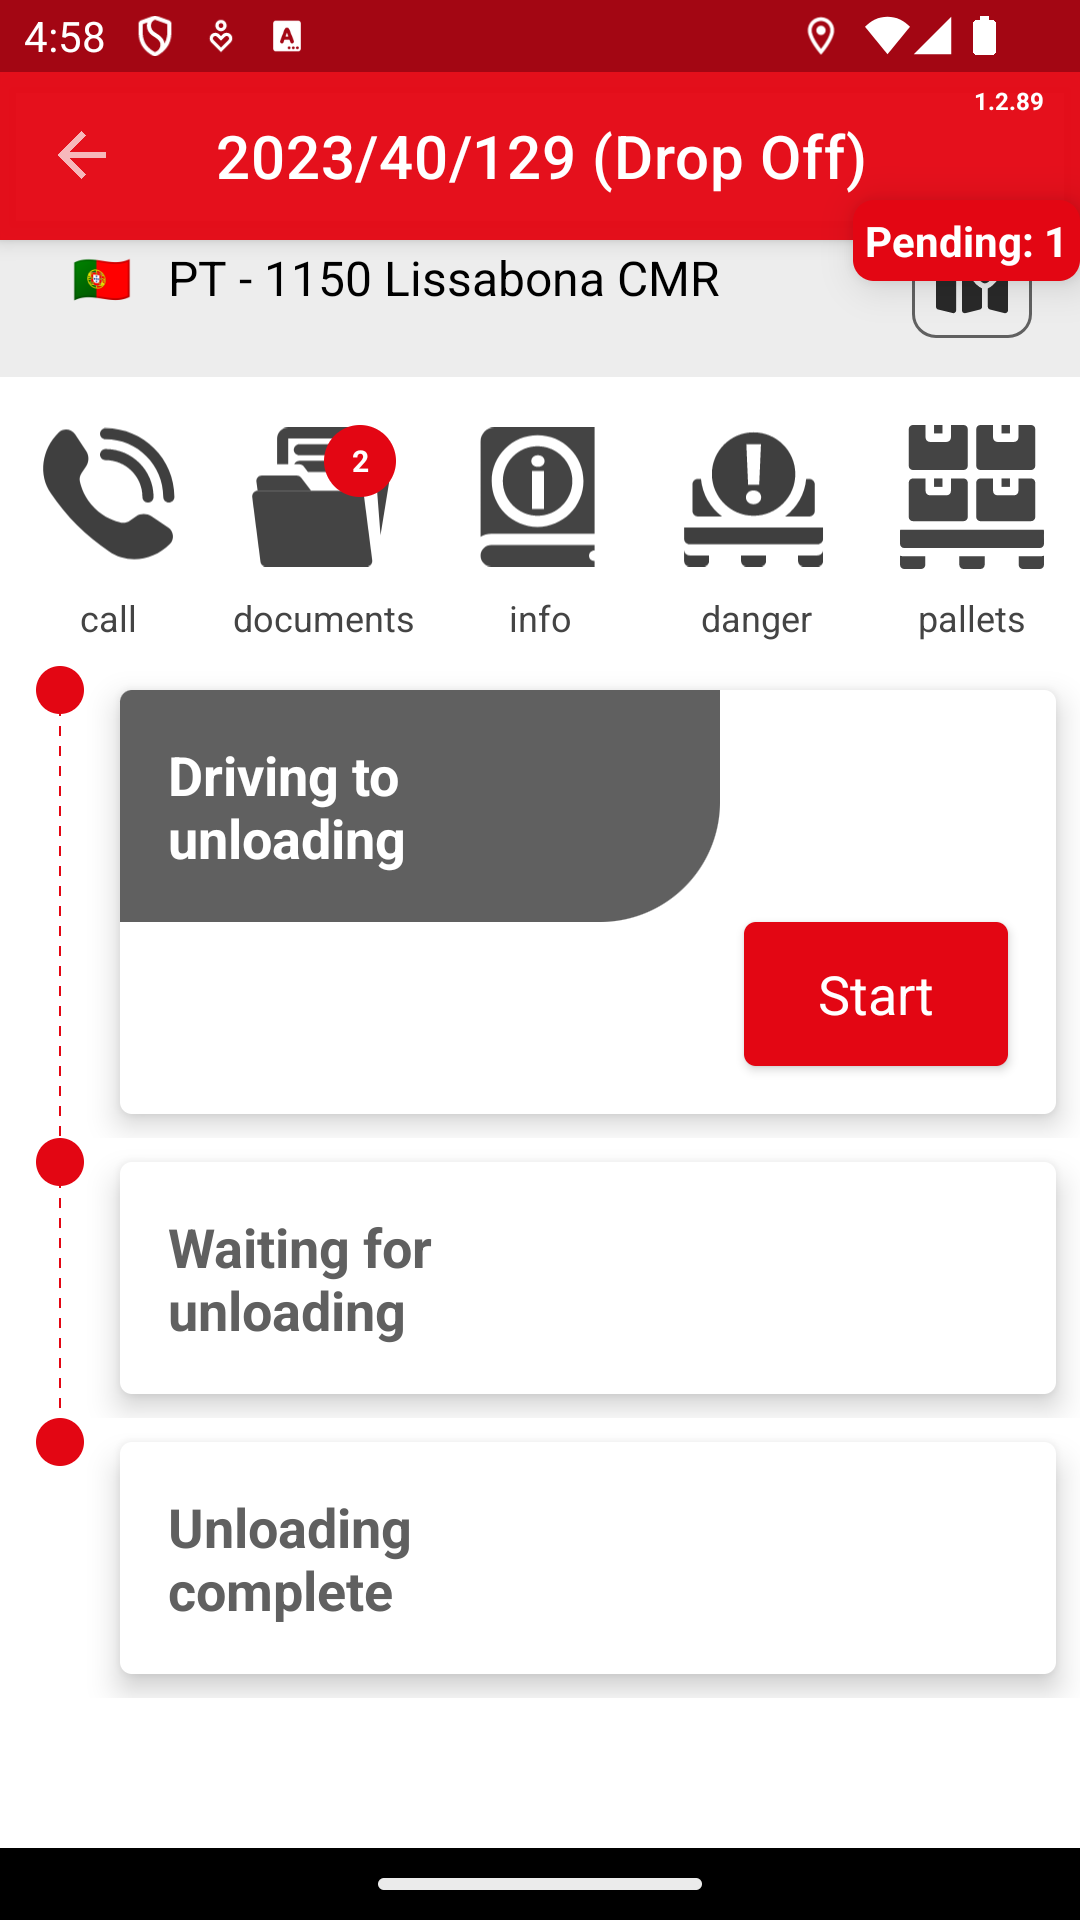 4:58
1.2.89
2023/40/129 (Drop Off)
Pending: 1
PT - 1150 Lissabona CMR
2
call
documents
info
danger
pallets
Driving to
unloading
Start
Waiting for
unloading
Unloading
complete